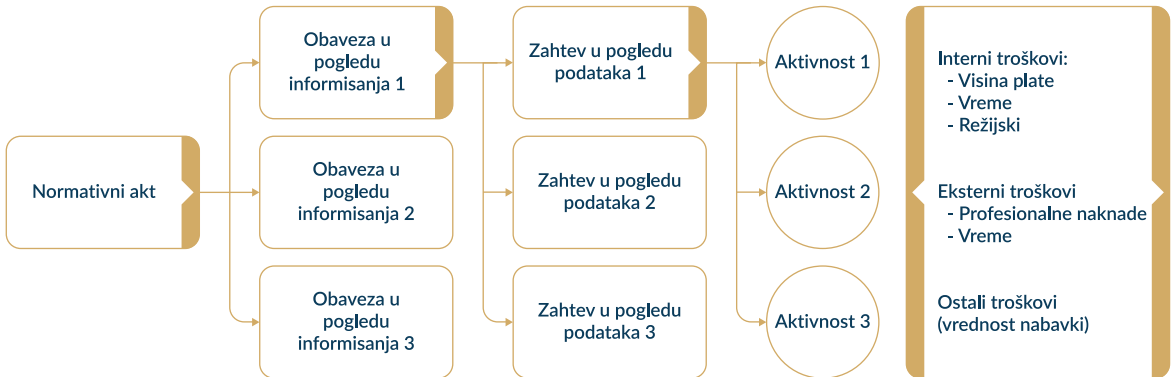 Normativni akt
Obaveza u
pogledu
informisanja 1
Obaveza u
pogledu
informisanja 2
Obaveza u
pogledu
informisanja 3
Zahtev u pogledu
podataka 1
Zahtev u pogledu
podataka 2
Zahtev u pogledu
podataka 3
Aktivnost 1
Aktivnost 2
Aktivnost 3
Interni troškovi:
- Visina plate
- Vreme
- Režijski
Eksterni troškovi
- Profesionalne naknade
- Vreme
Ostali troškovi
(vrednost nabavki)